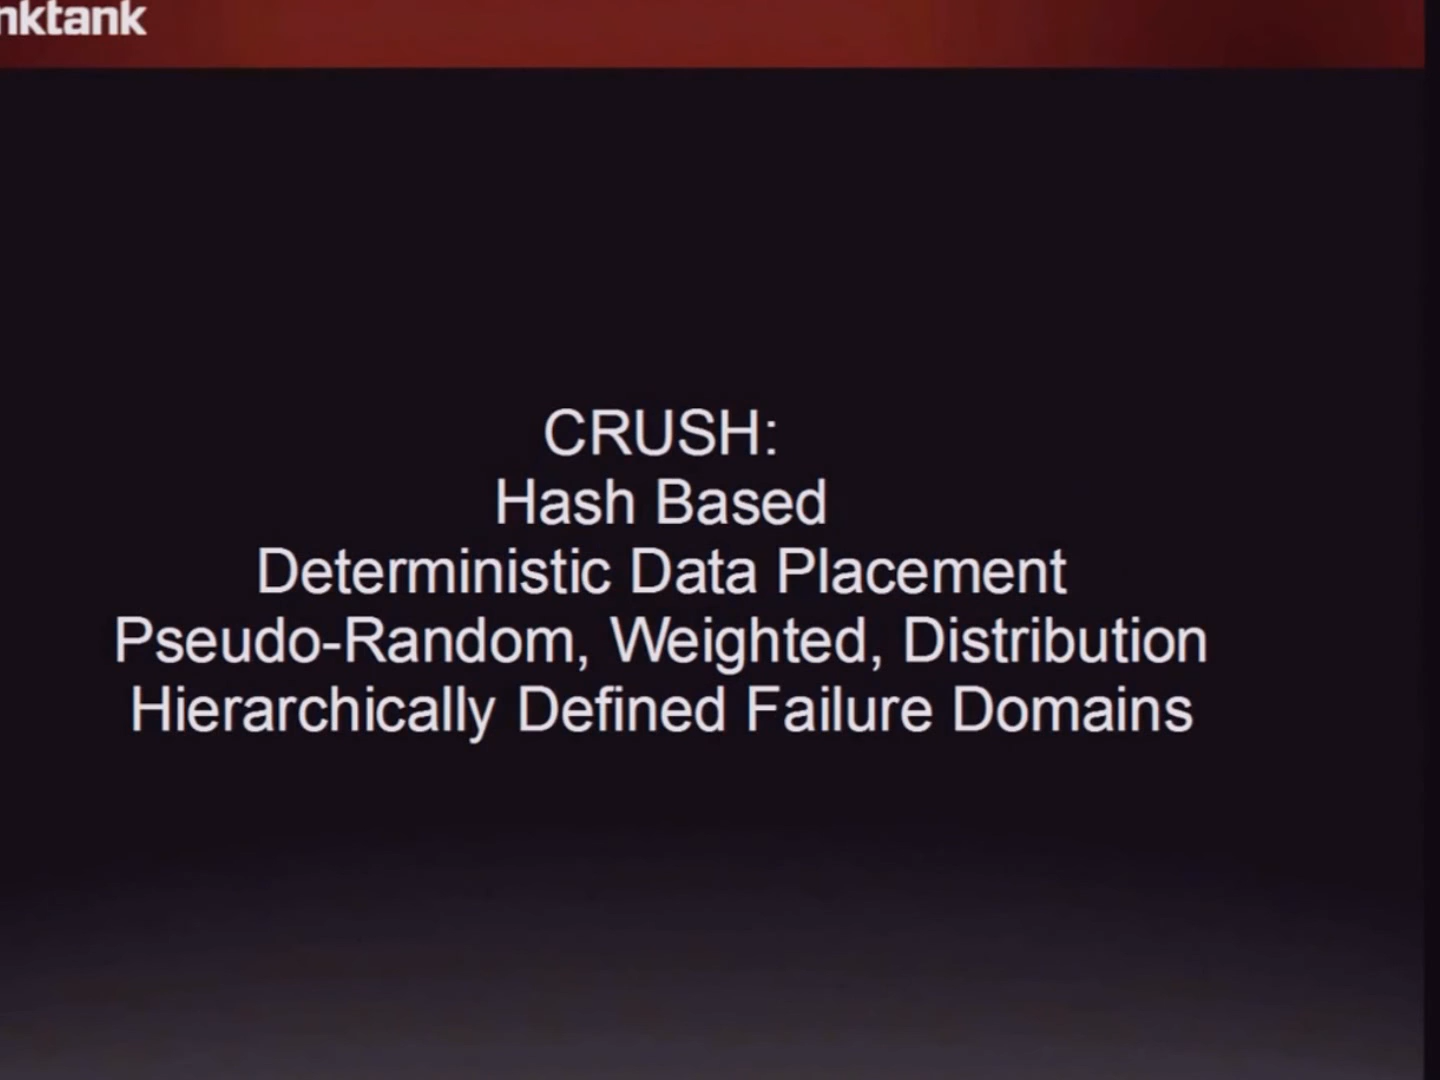 nktank
CRUSH:
Hash Based
Deterministic Data Placement
Pseudo-Random, Weighted, Distribution
Hierarchically Defined Failure Domains